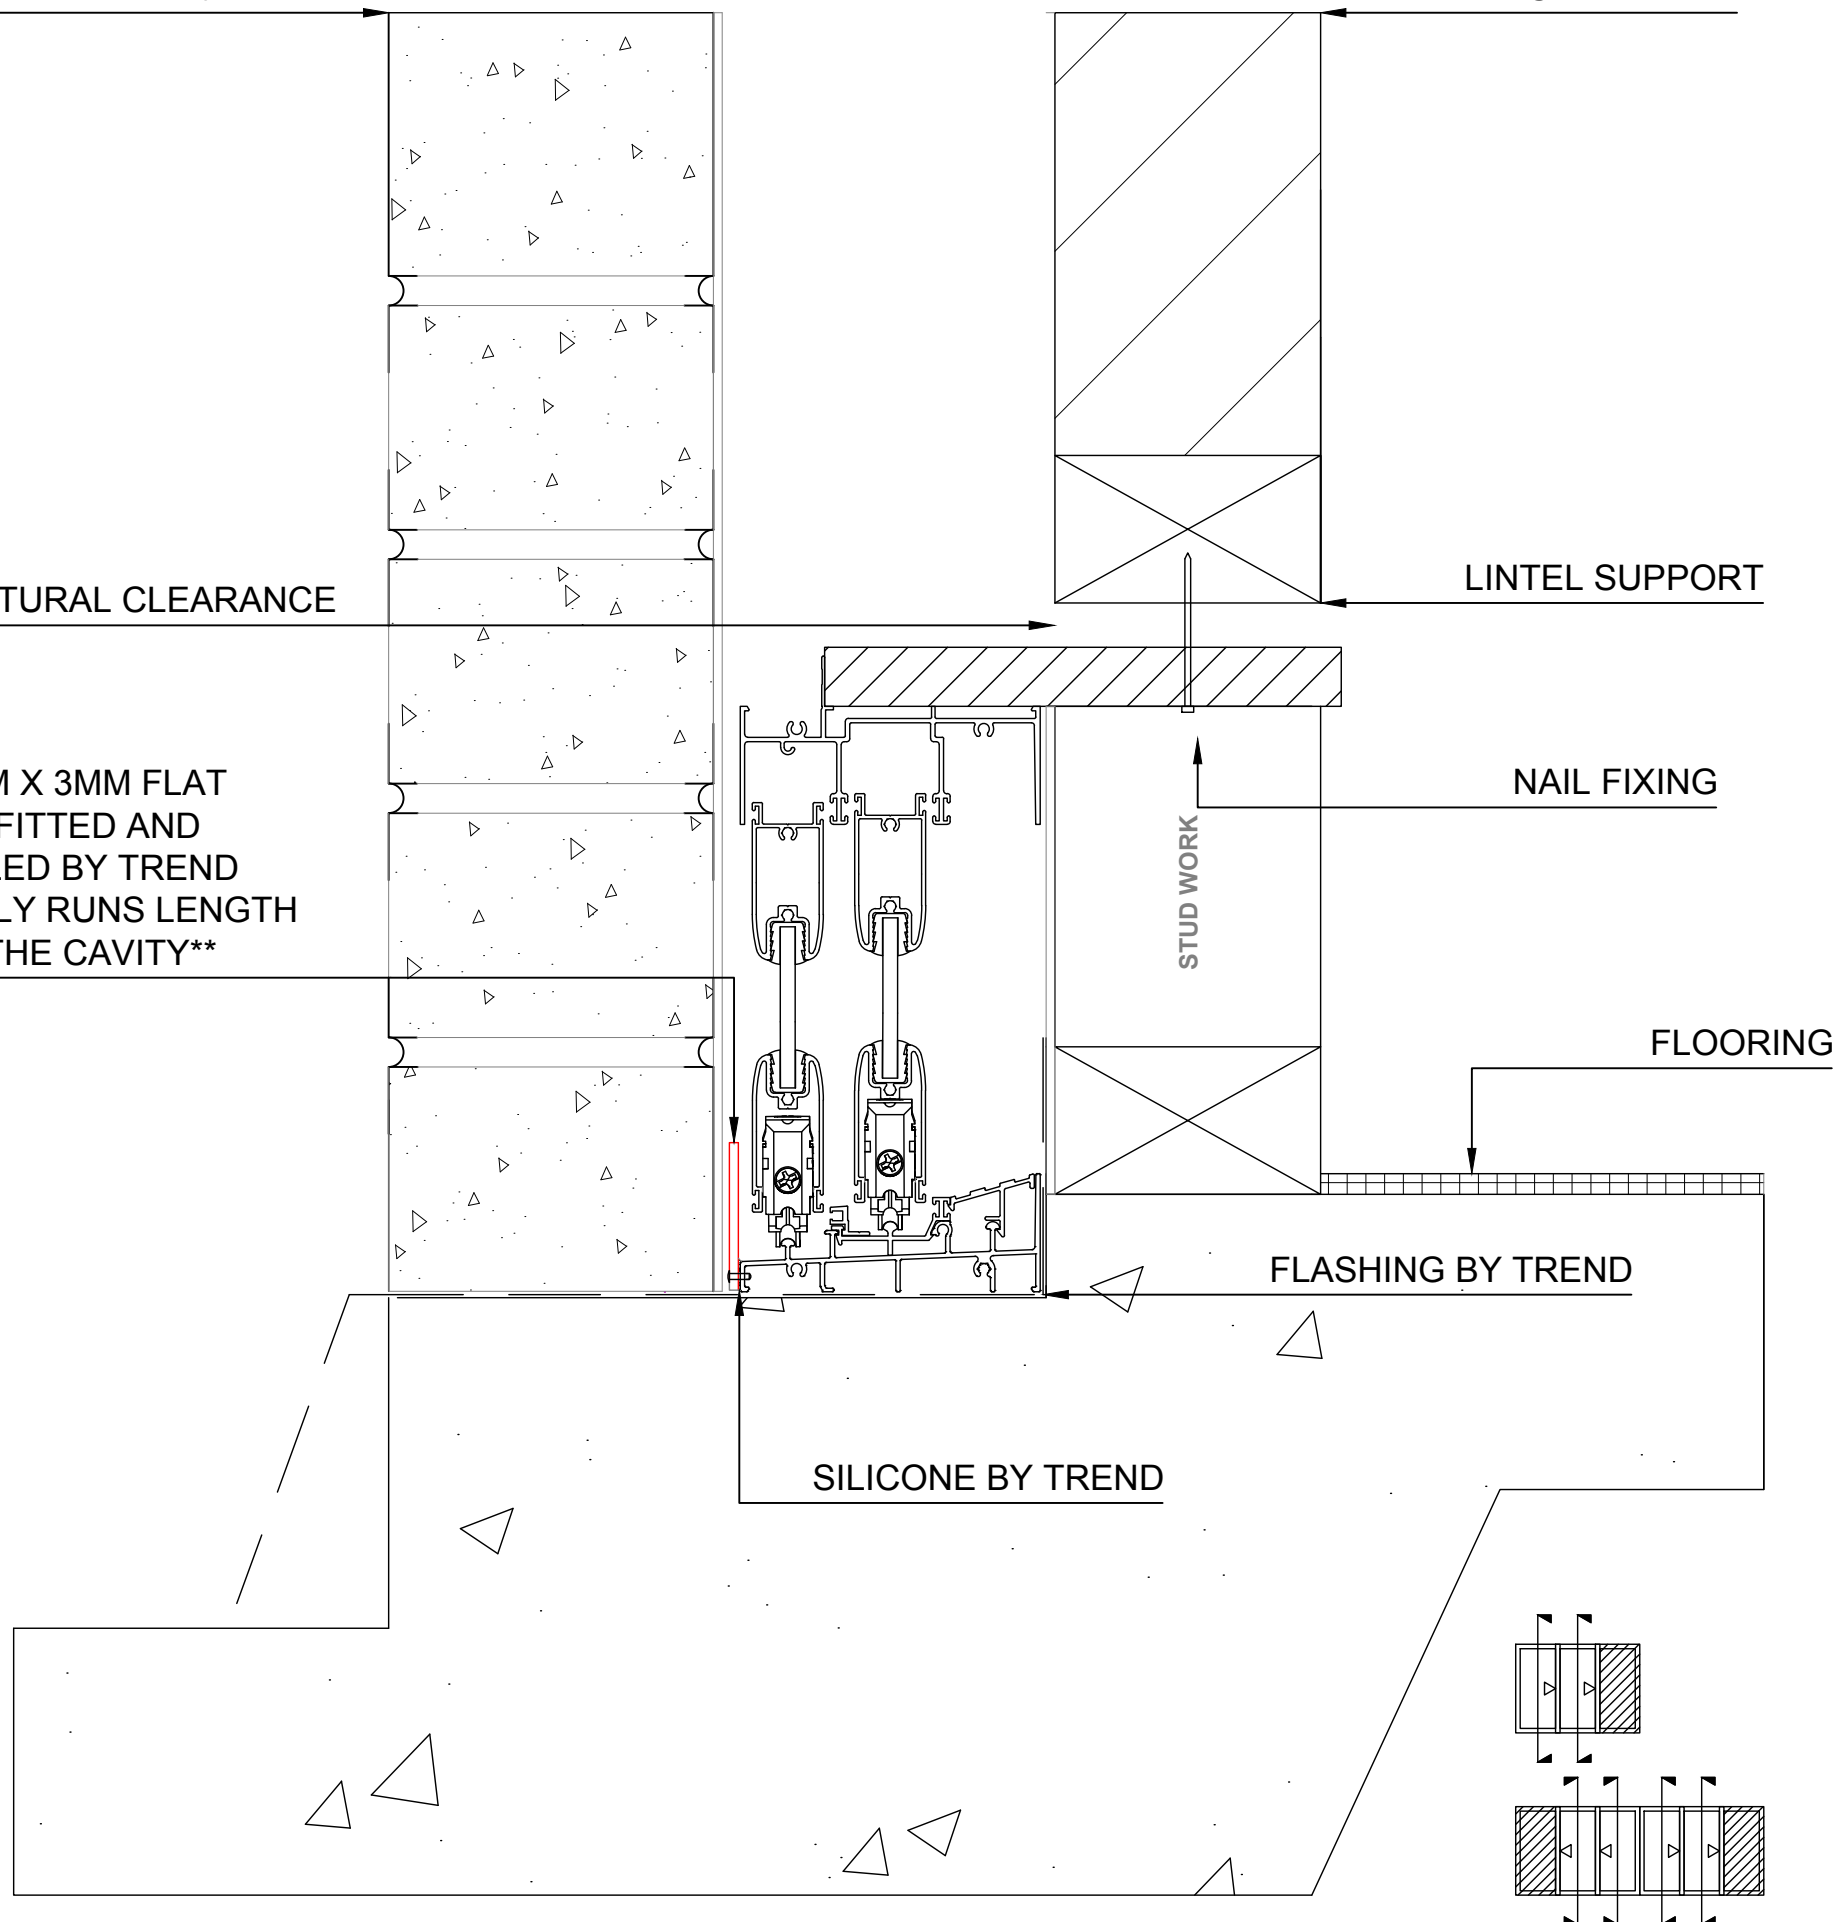 TURAL CLEARANCE
LINTEL SUPPORT
M X 3MM FLAT
FITTED AND
LED BY TREND
LY RUNS LENGTH
THE CAVITY**
NAIL FIXING
STUD WORK
FLOORING
FLASHING BY TREND
SILICONE BY TREND